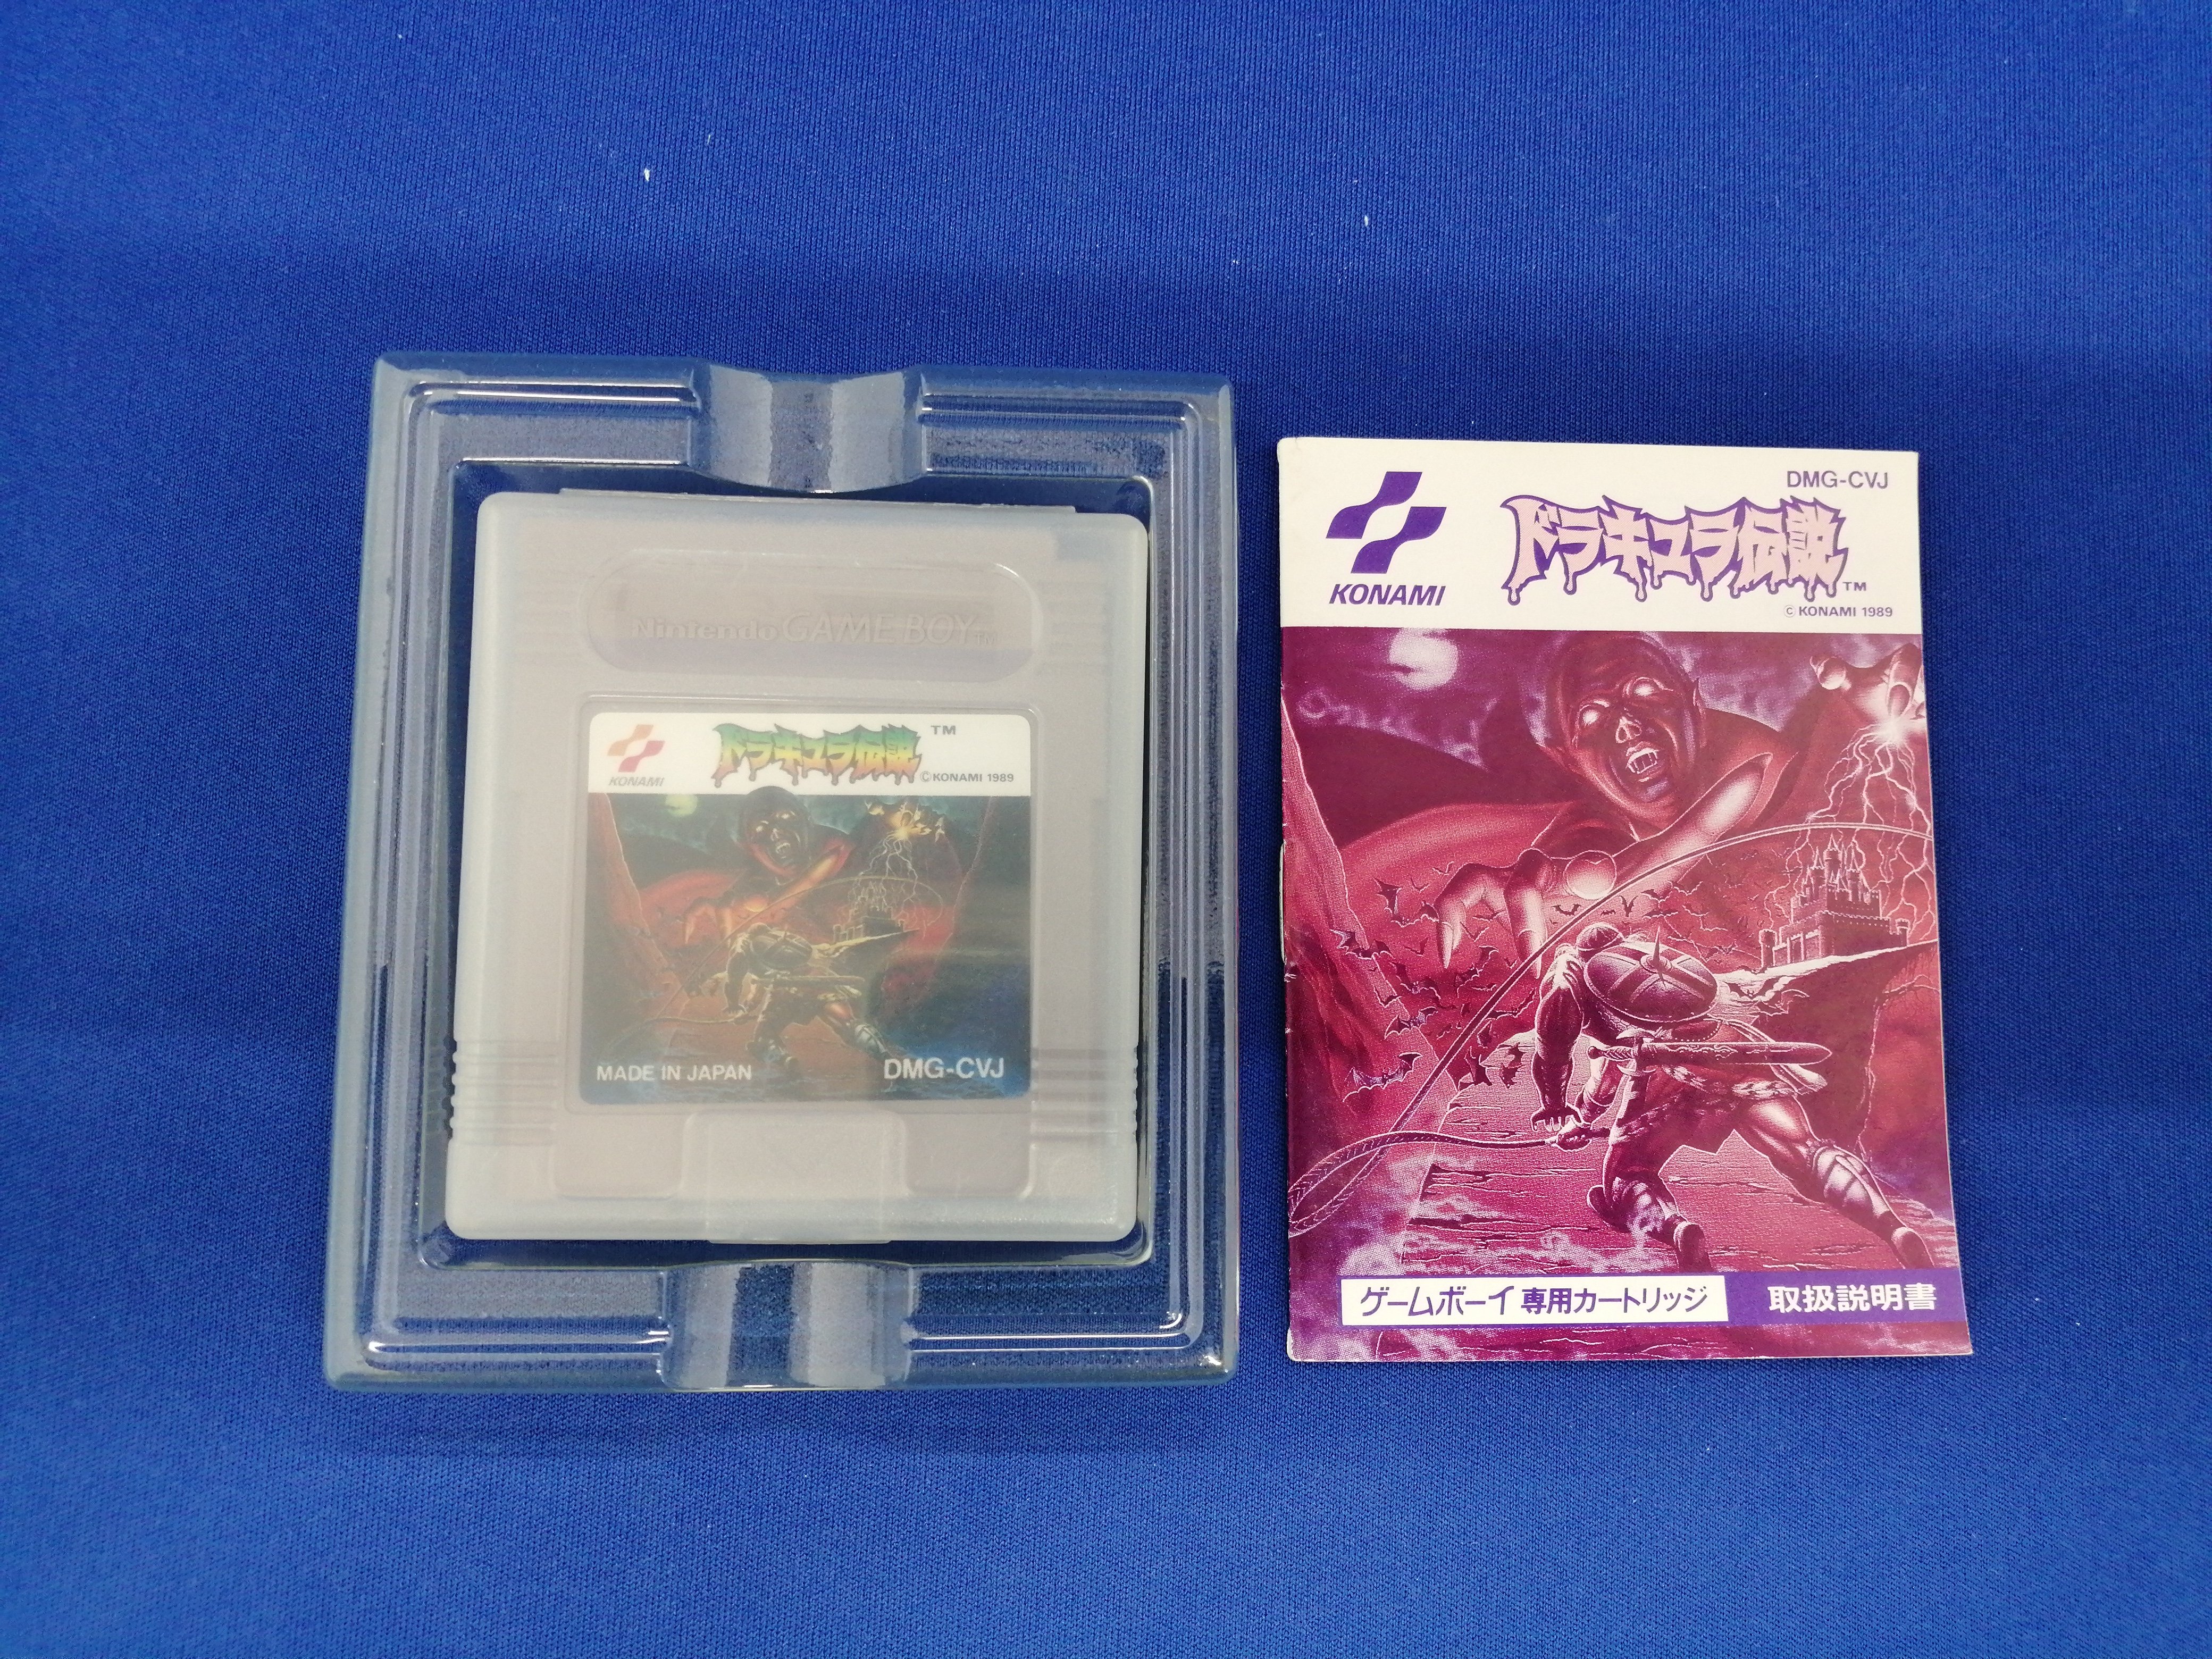 Nintendo GAME BOY TM
KONAMI
ドラキュラ伝説 TM
©KONAMI 1989
MADE IN JAPAN
DMG-CVJ
DMG-CVJ
KONAMI
ドラキュラ伝説 TM
©KONAMI 1989
ゲームボーイ専用カートリッジ
取扱説明書